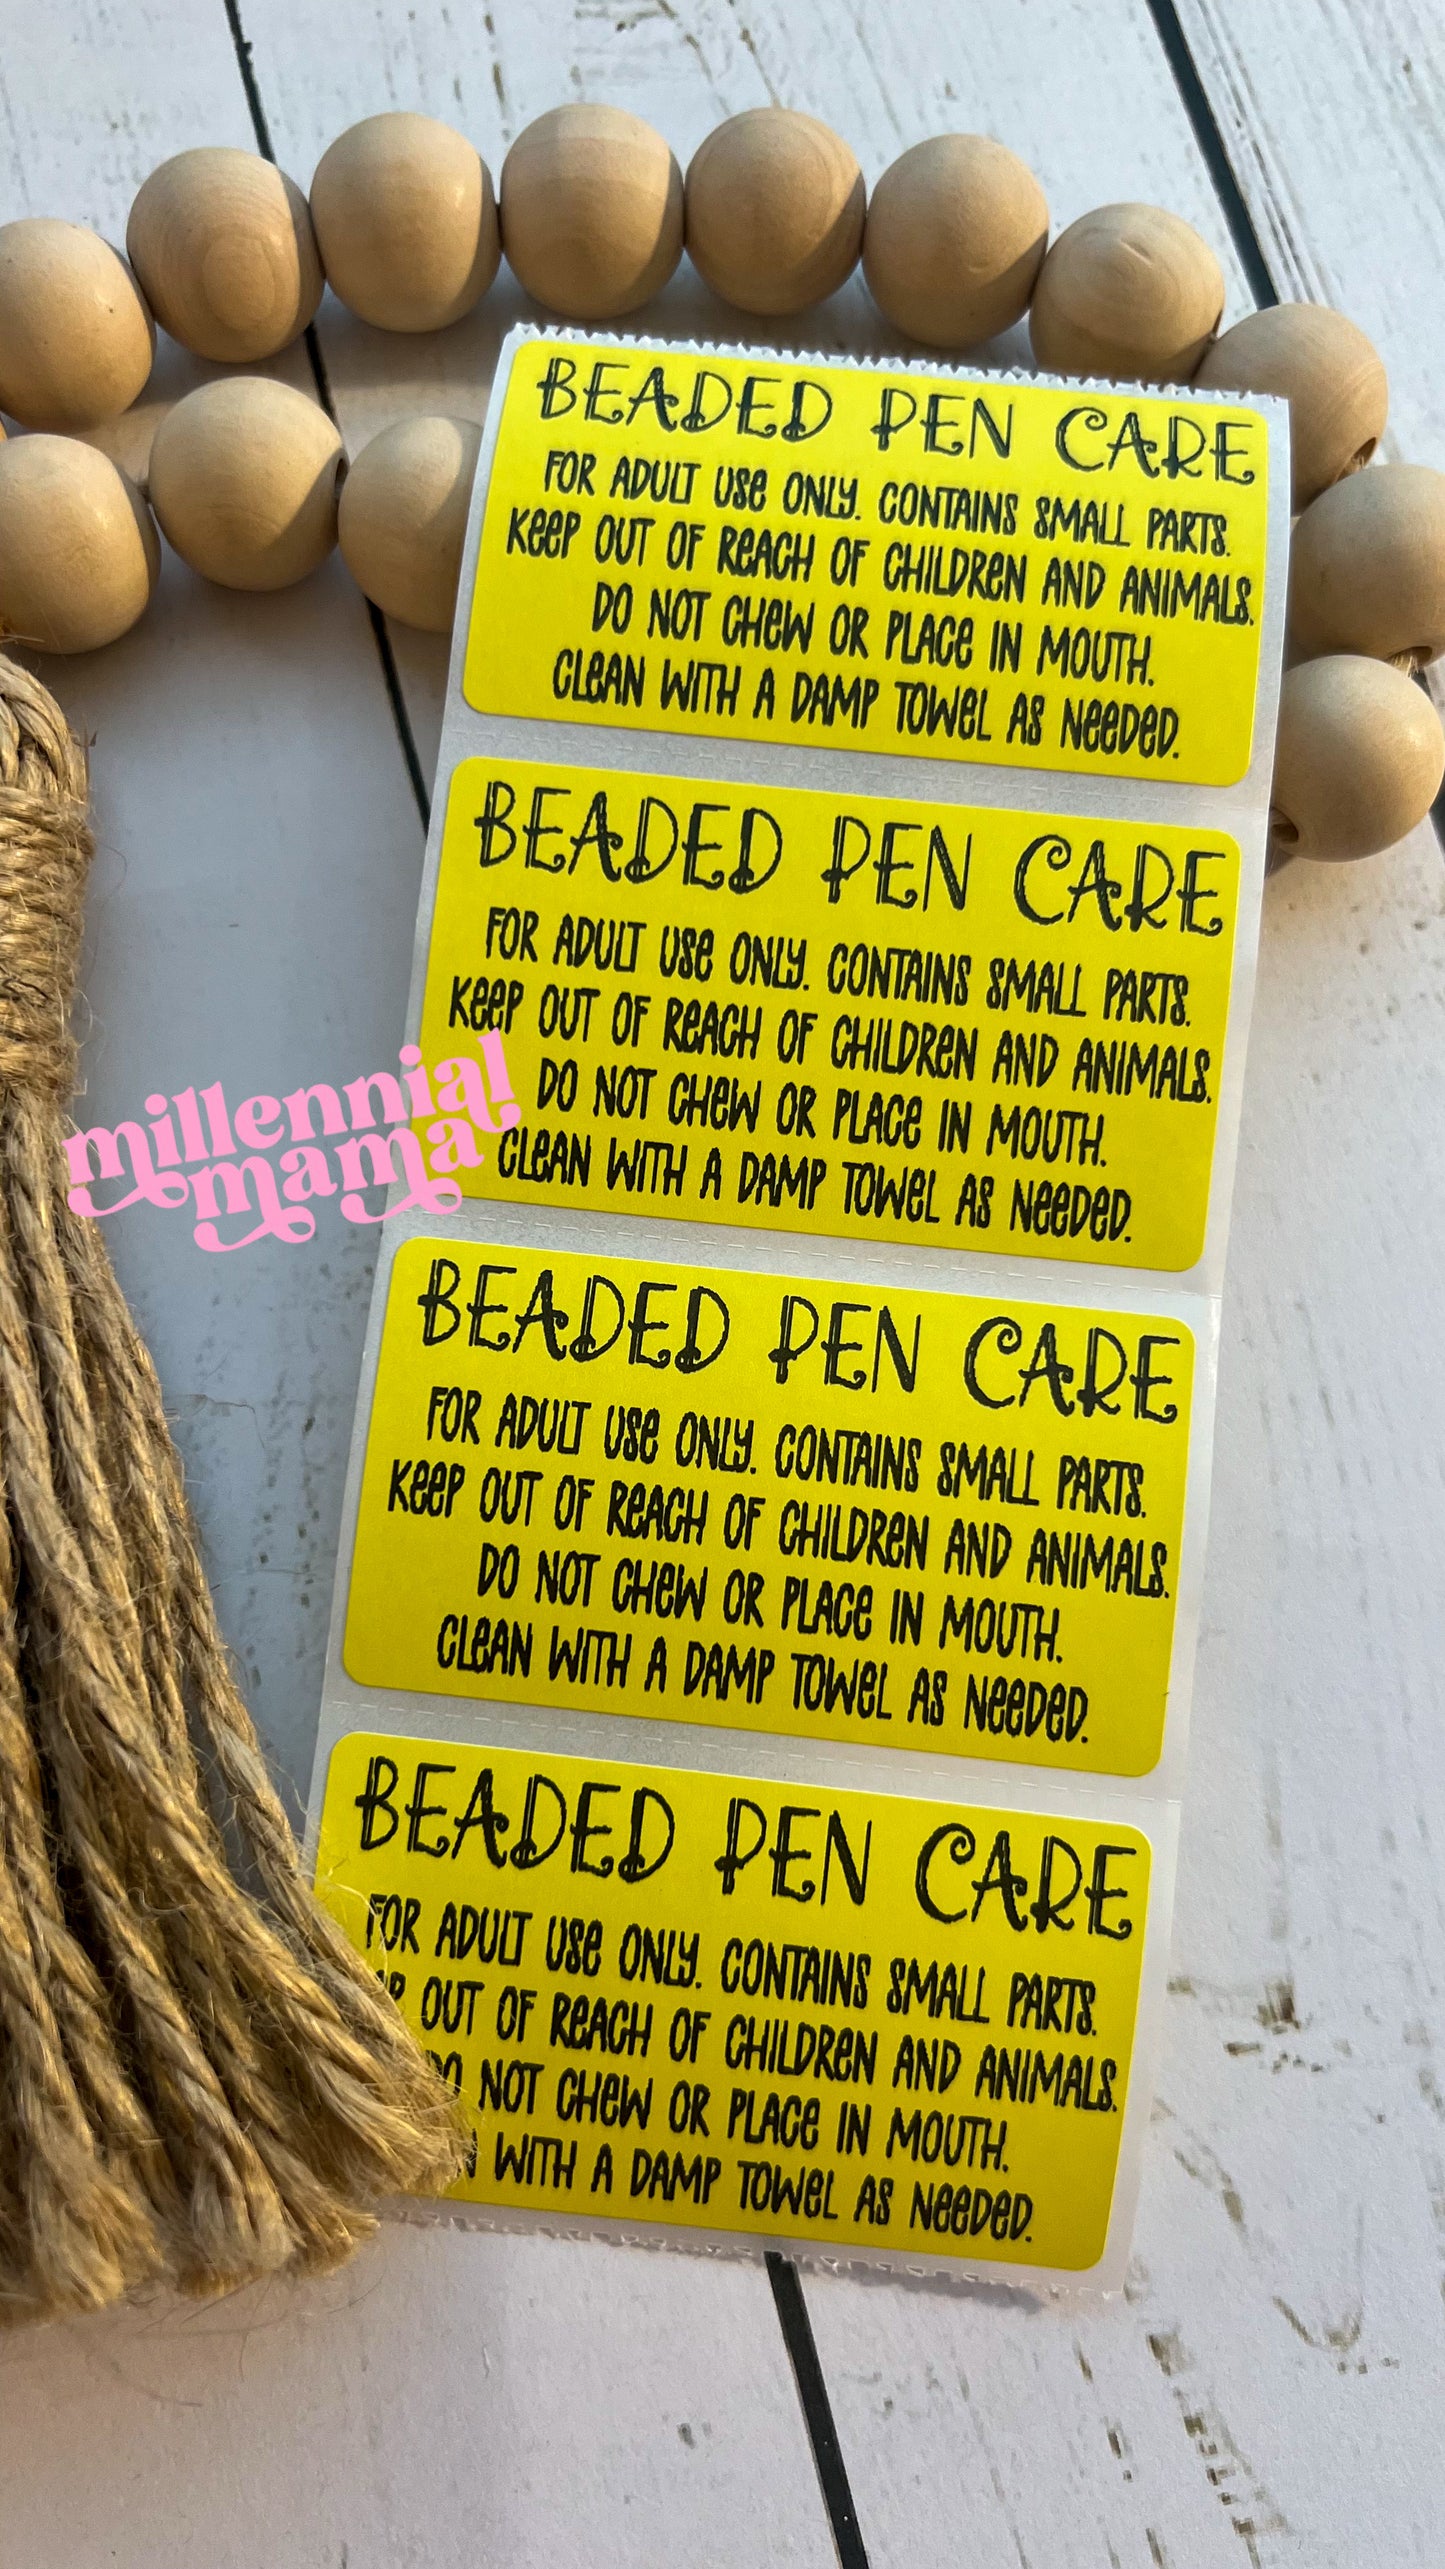 BEADED PEN CARE
FOR ADULT USE ONLY. CONTAINS SMALL PARTS.
KEEP OUT OF REACH OF CHILDREN AND ANIMALS.
DO NOT CHEW OR PLACE IN MOUTH.
CLEAN WITH A DAMP TOWEL AS NEEDED.
BEADED PEN CARE
FOR ADULT USE ONLY. CONTAINS SMALL PARTS.
KEEP OUT OF REACH OF CHILDREN AND ANIMALS.
DO NOT CHEW OR PLACE IN MOUTH.
CLEAN WITH A DAMP TOWEL AS NEEDED.
millennial
mama
BEADED PEN CARE
FOR ADULT USE ONLY. CONTAINS SMALL PARTS.
KEEP OUT OF REACH OF CHILDREN AND ANIMALS.
DO NOT CHEW OR PLACE IN MOUTH.
CLEAN WITH A DAMP TOWEL AS NEEDED.
BEADED PEN CARE
FOR ADULT USE ONLY. CONTAINS SMALL PARTS.
OUT OF REACH OF CHILDREN AND ANIMALS.
DO NOT CHEW OR PLACE IN MOUTH.
WITH A DAMP TOWEL AS NEEDED.